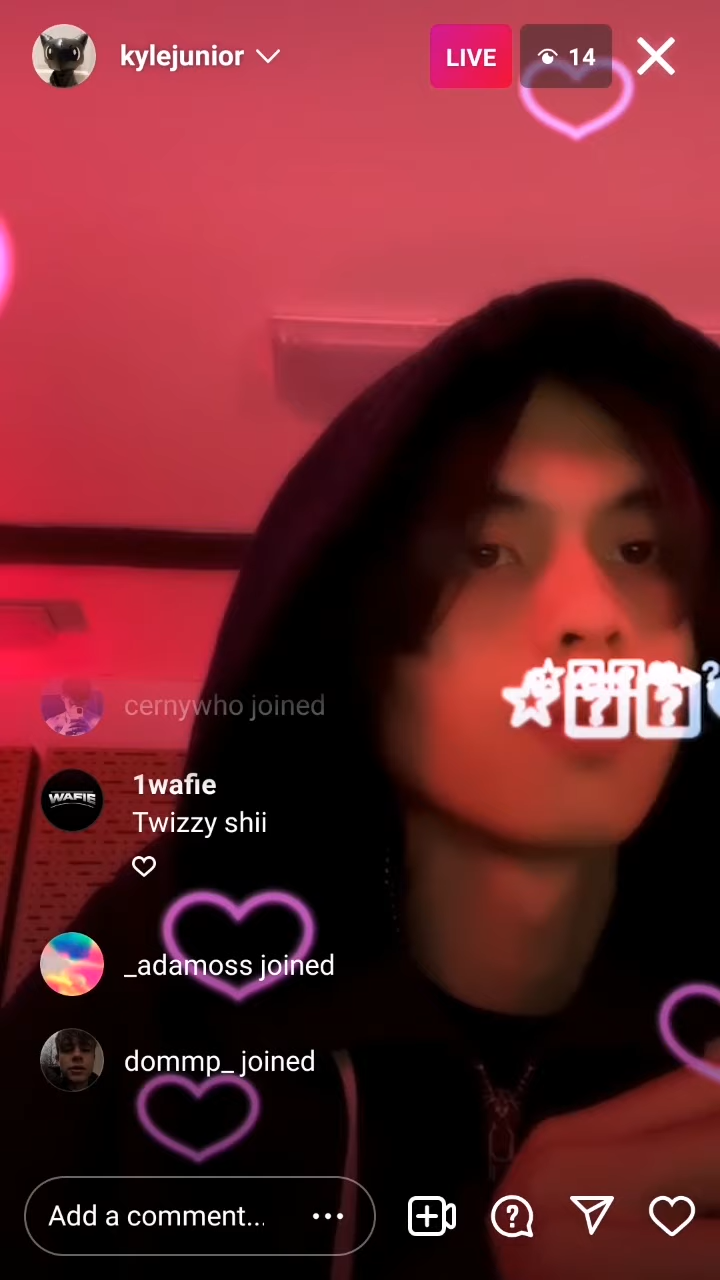 kylejunior
LIVE
14
cernywho joined
WAFIE
1wafie
Twizzy shii
_adamoss joined
dommp_ joined
Add a comment...